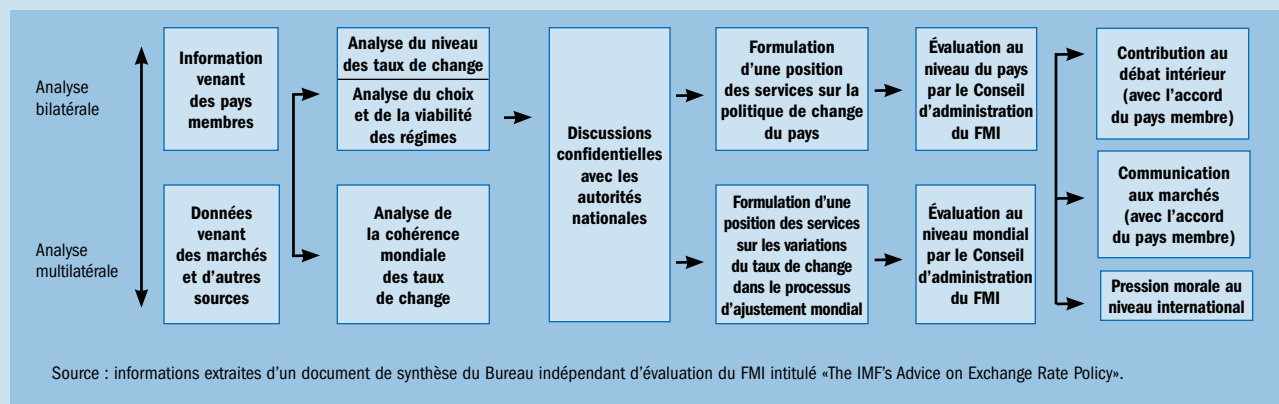 Analyse
bilatérale
Analyse
multilatérale
Information
venant
des pays
membres
Données
venant
des marchés
et d'autres
sources
Analyse du niveau
des taux de change
Analyse du choix
et de la viabilité
des régimes
Analyse de
la cohérence
mondiale
des taux
de change
Discussions
confidentielles
avec les
autorités
nationales
Formulation
d'une position
des services sur la
politique de change
du pays
Formulation d'une
position des services
sur les variations
du taux de change
dans le processus
d'ajustement mondial
Évaluation au
niveau du pays
par le Conseil
d'administration
du FMI
Évaluation au
niveau mondial
par le Conseil
d'administration
du FMI
Contribution au
débat intérieur
(avec l'accord
du pays membre)
Communication
aux marchés
(avec l'accord
du pays membre)
Pression morale au
niveau international
Source : informations extraites d'un document de synthèse du Bureau indépendant d'évaluation du FMI intitulé «The IMF's Advice on Exchange Rate Policy».